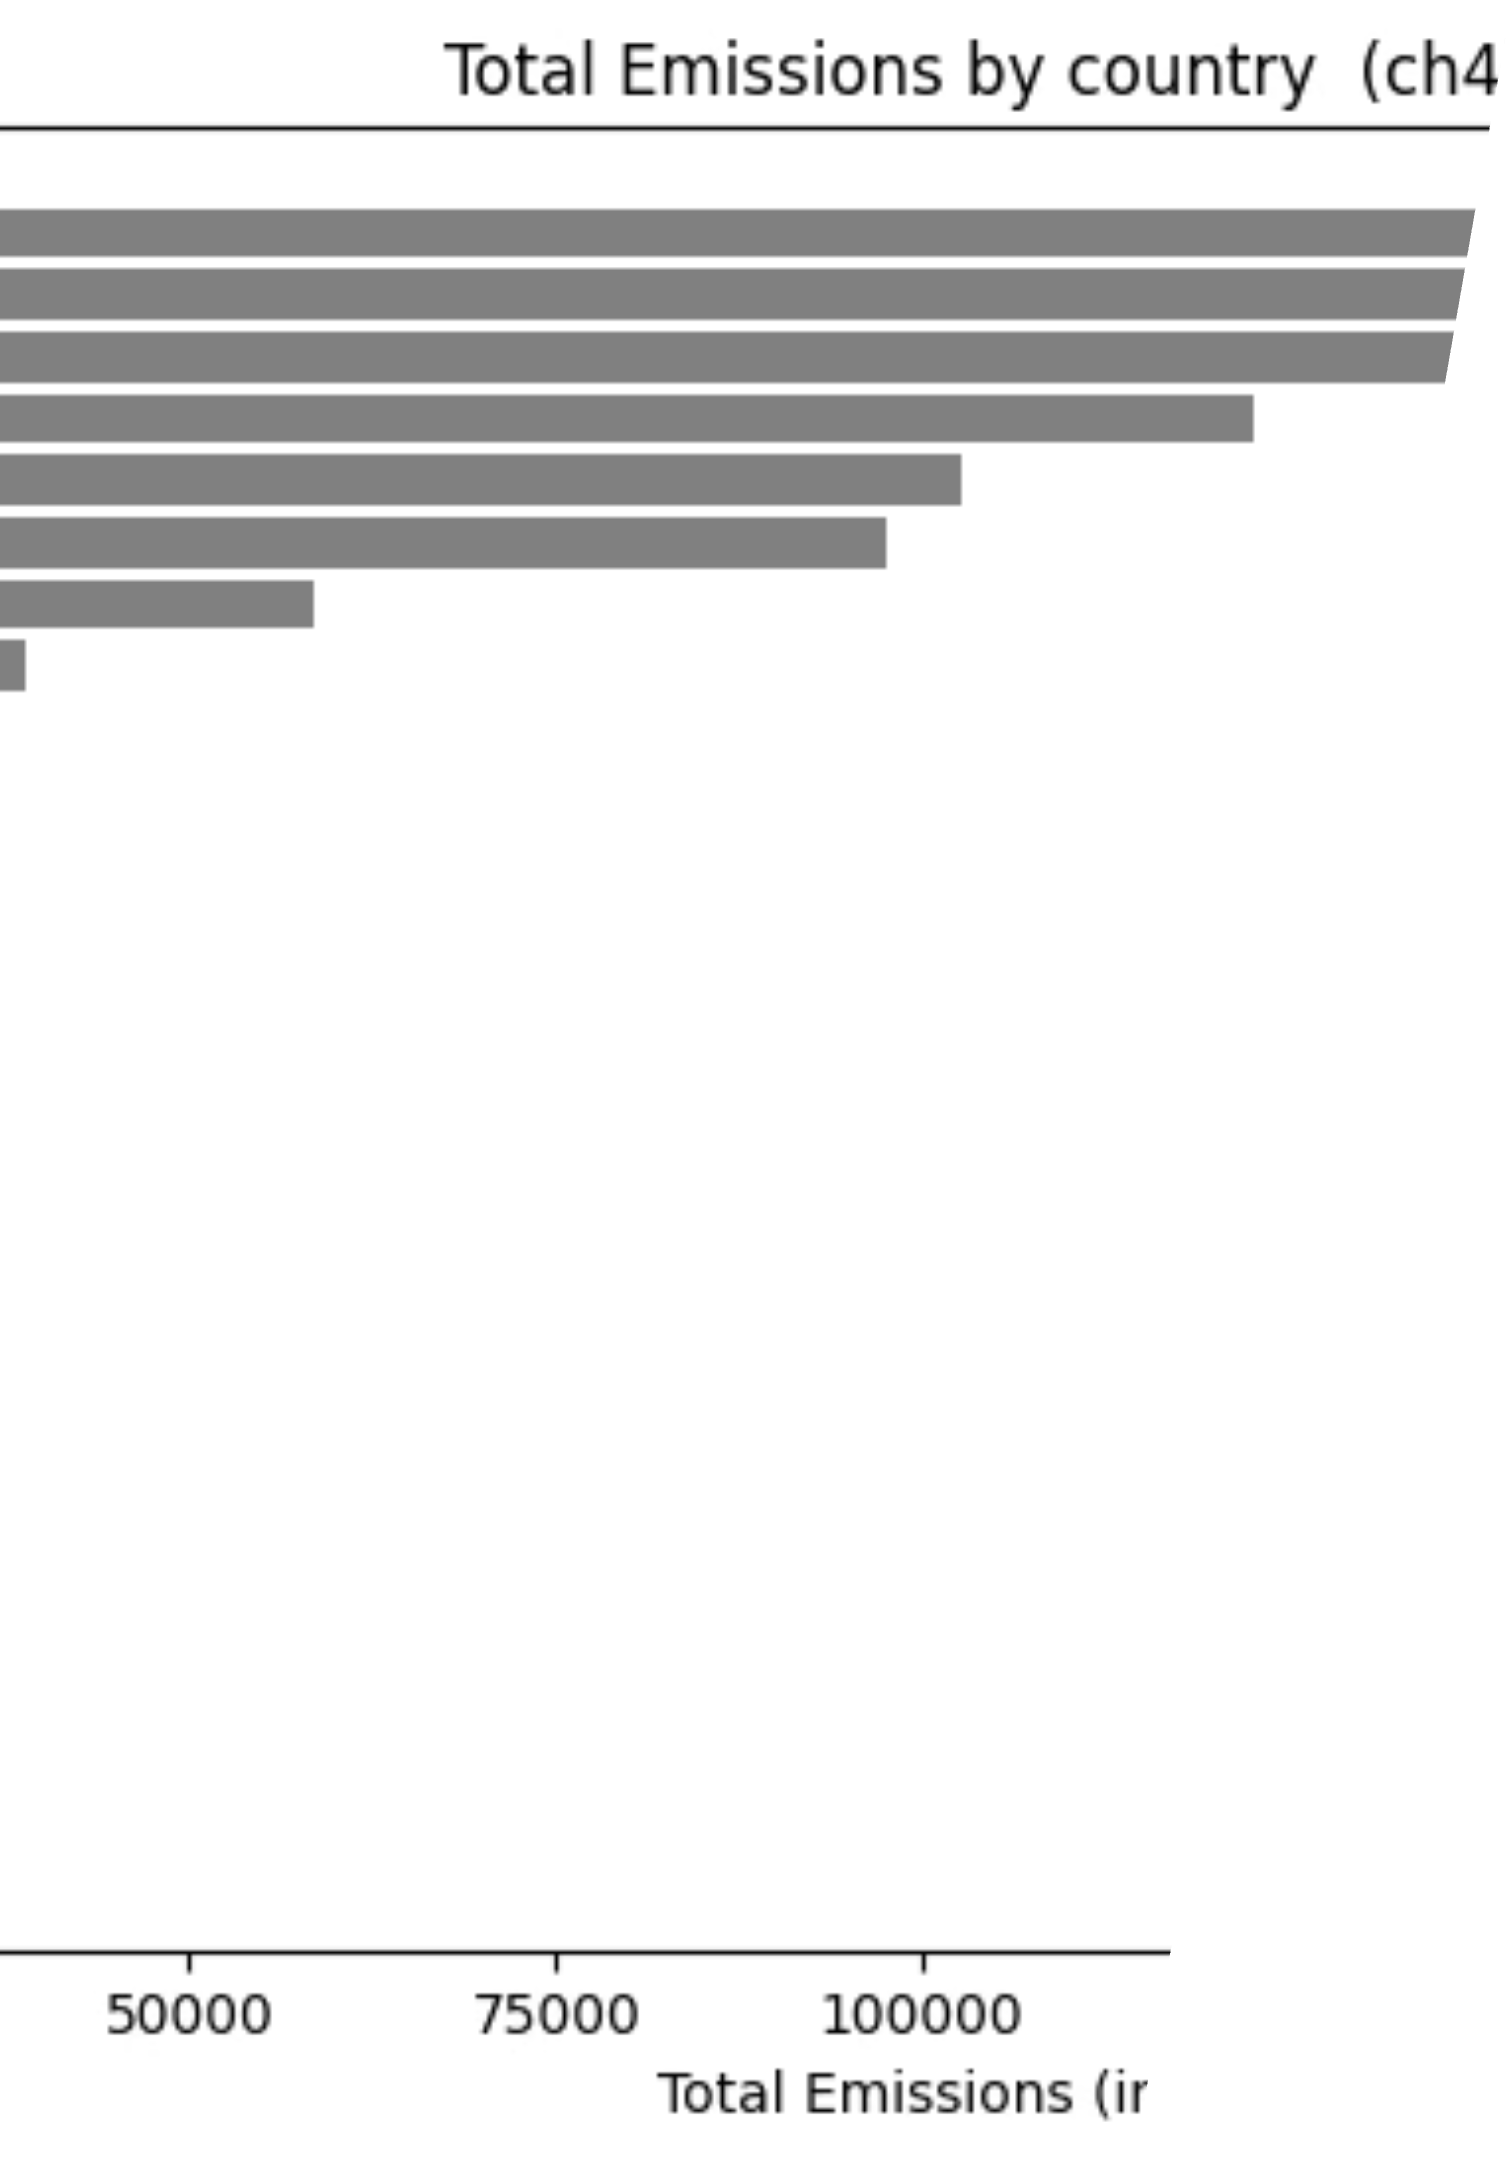 Total Emissions by country (ch4
50000 75000 100000
Total Emissions (ir